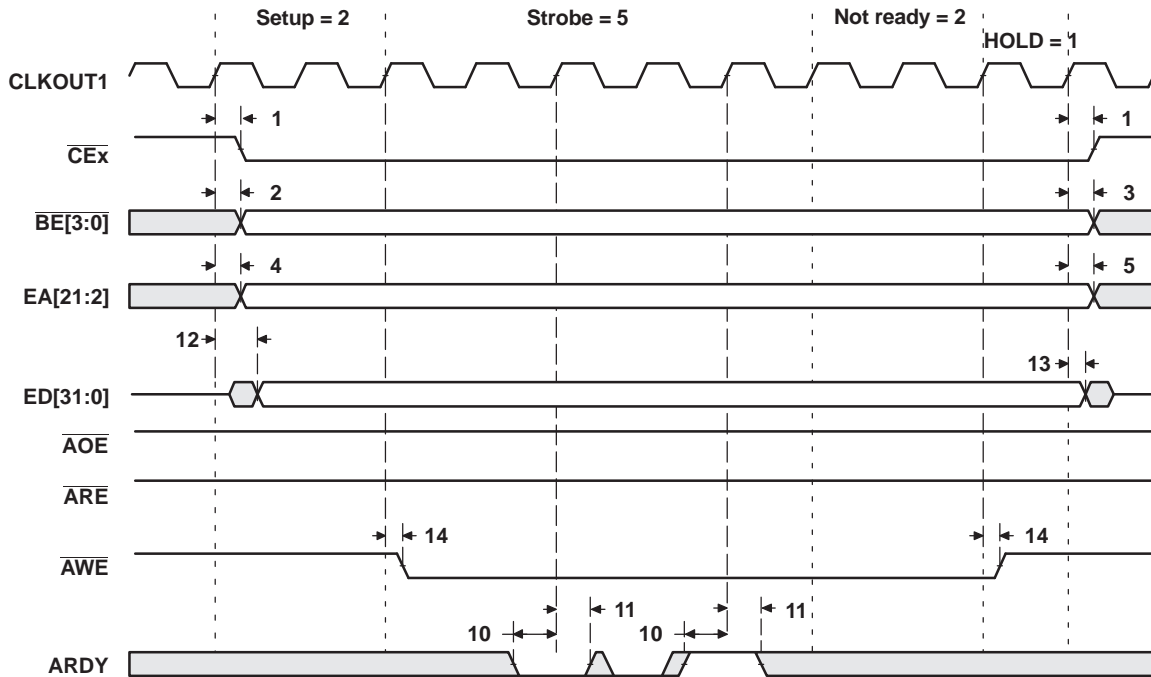 Setup = 2
Strobe = 5
Not ready = 2
HOLD = 1
CLKOUT1
1
1
CEx
2
3
BE[3:0]
4
5
EA[21:2]
12
13
ED[31:0]
AOE
ARE
14
14
AWE
10
11
10
11
ARDY